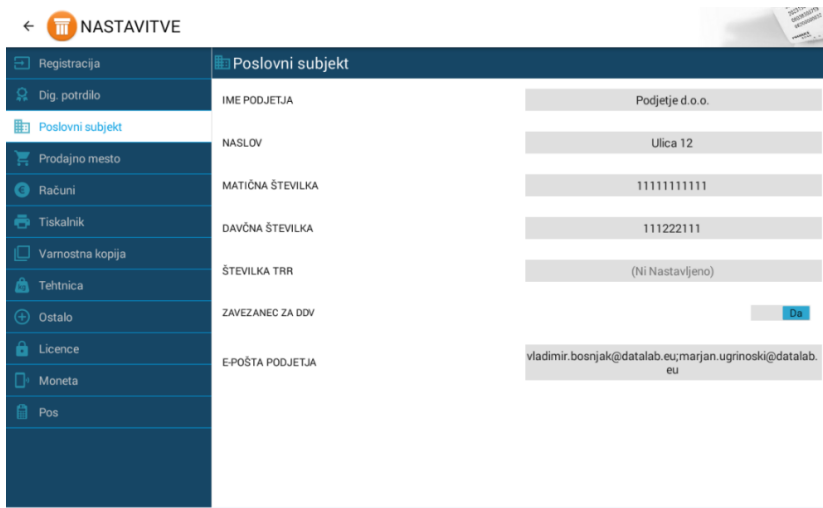 NASTAVITVE
Registracija
Dig. potrdilo
Poslovni subjekt
Prodajno mesto
Računi
Tiskalnik
Varnostna kopija
Tehtnica
Ostalo
Licence
Moneta
Pos
Poslovni subjekt
IME PODJETJA
Podjetje d.o.o.
NASLOV
Ulica 12
MATIČNA ŠTEVILKA
11111111111
DAVČNA ŠTEVILKA
111222111
ŠTEVILKA TRR
(Ni Nastavljeno)
ZAVEZANEC ZA DDV
Da
E-POŠTA PODJETJA
vladimir.bosnjak@datalab.eu;marjan.ugrinoski@datalab.
eu